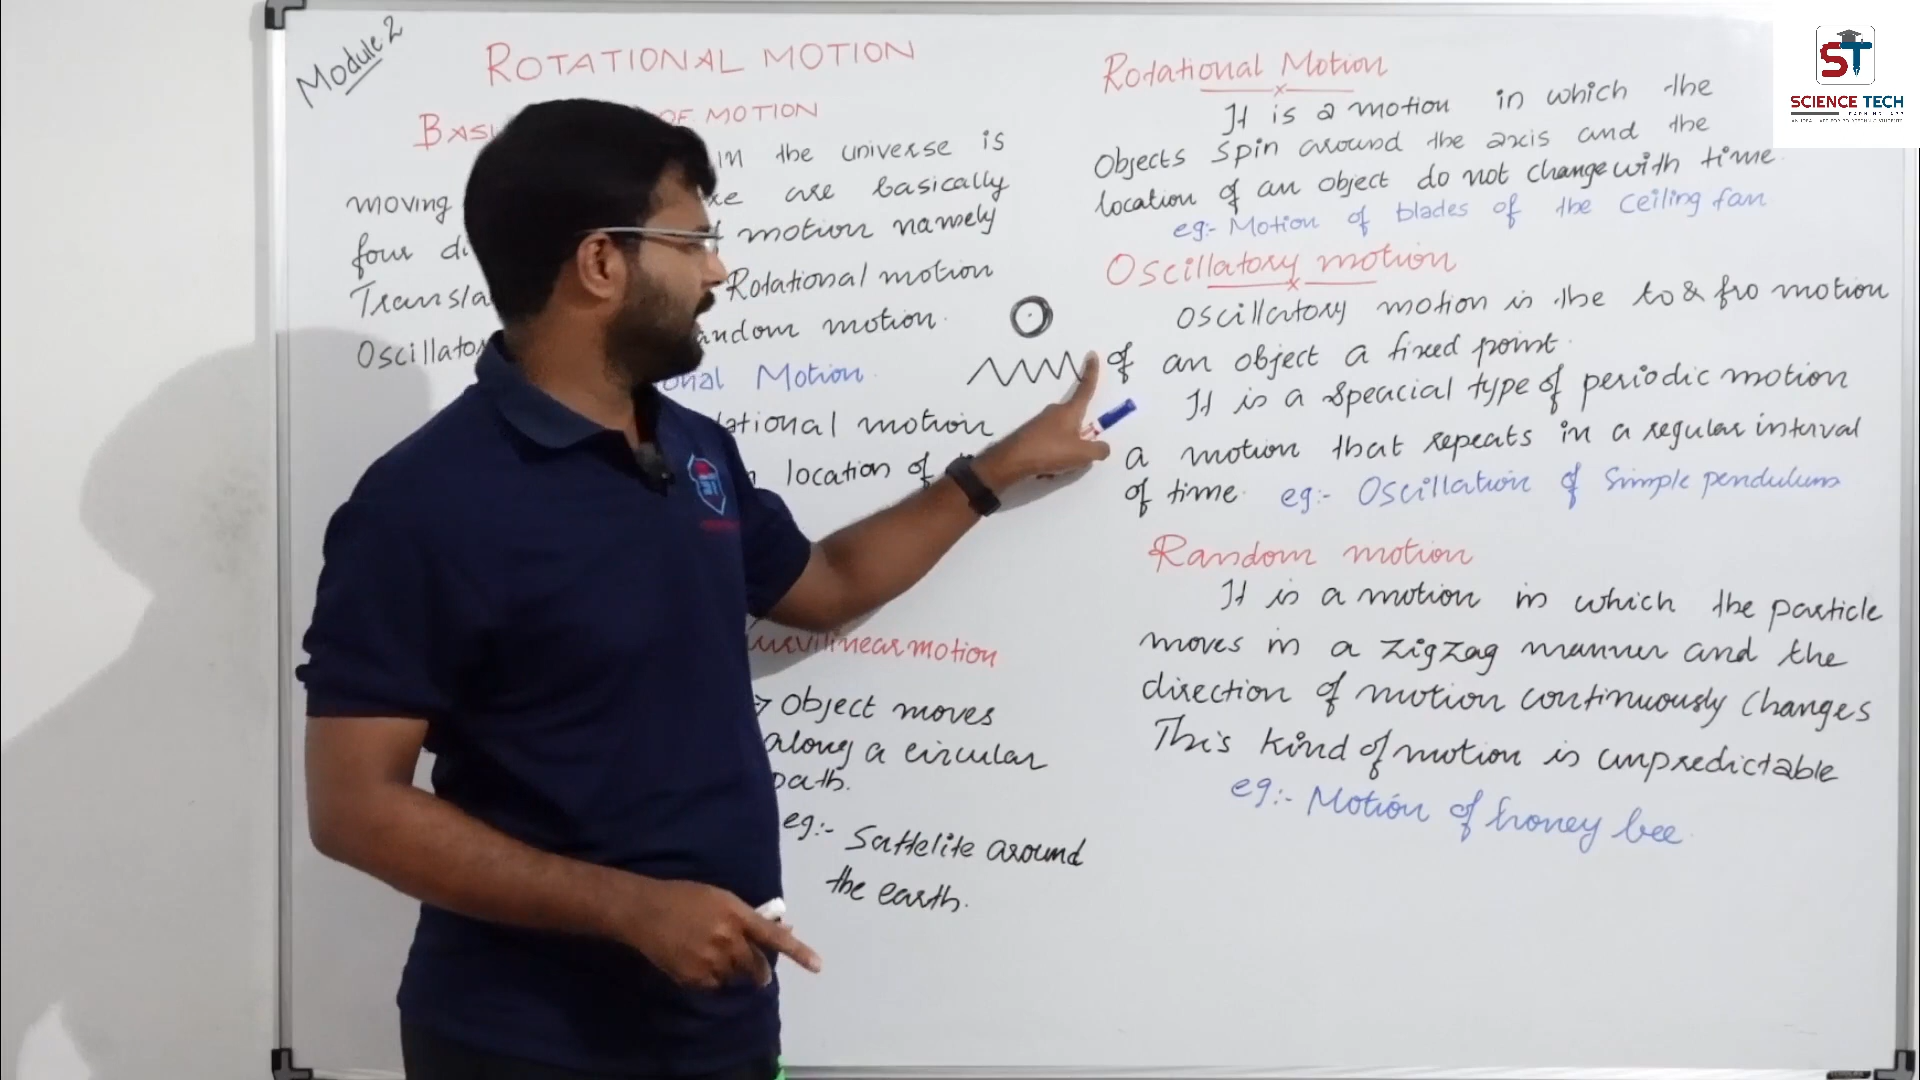 Module 2
ROTATIONAL MOTION
OF MOTION
in the universe is
moving are basically
four motion namely
Rotational motion
random motion.
Motion
motion
location of
Curvilinear motion
→ Object moves
along a circular
path.
eg:- Sattelite around
the earth.
Rotational Motion
It is a motion in which the
Objects spin around the axis and the
location of an object do not change with time
eg:- Motion of blades of the ceiling fan
Oscillatory motion
Oscillatory motion is the to & fro motion
of an object a fixed point.
It is a speacial type of periodic motion
a motion that repeats in a regular interval
of time. eg:- Oscillation of simple pendulum
Random motion
It is a motion in which the particle
moves in a zigzag manner and the
direction of motion continuously changes
This kind of motion is unpredictable
eg:- Motion of honey bee.
ST
SCIENCE TECH